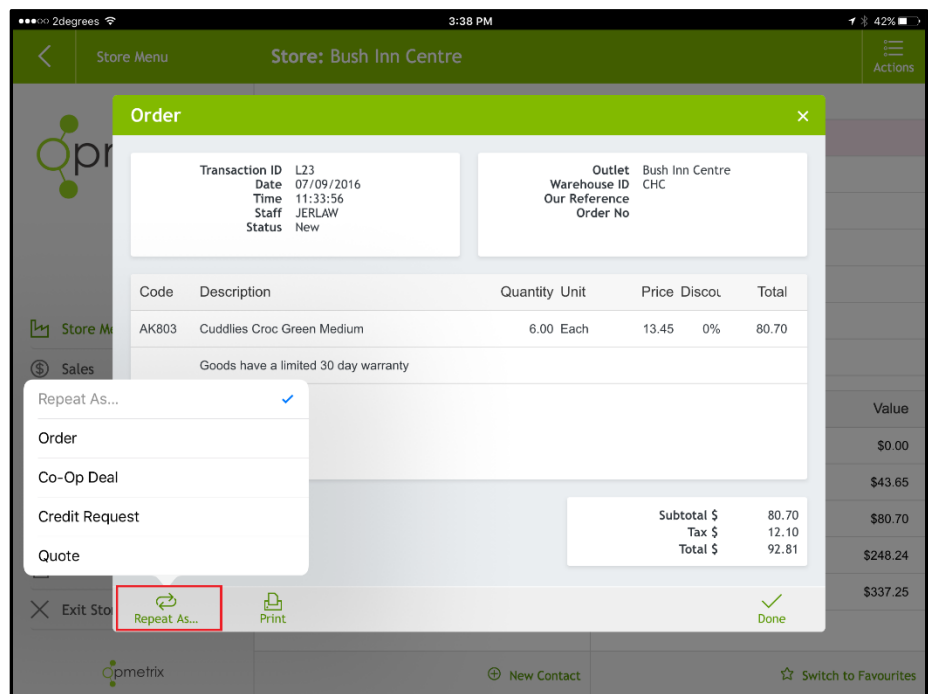 2degrees 3:38 PM 42%
Store Menu Store: Bush Inn Centre Actions
Order ×
Transaction ID L23
Date 07/09/2016
Time 11:33:56
Staff JERLAW
Status New
Outlet Bush Inn Centre
Warehouse ID CHC
Our Reference
Order No
Code Description Quantity Unit Price Discou Total
AK803 Cuddlies Croc Green Medium 6.00 Each 13.45 0% 80.70
Goods have a limited 30 day warranty
Subtotal $ 80.70
Tax $ 12.10
Total $ 92.81
Store M
Sales
Repeat As...
Order
Co-Op Deal
Credit Request
Quote
Value
$0.00
$43.65
$80.70
$248.24
$337.25
Exit Sto
Repeat As... Print Done
opmetrix New Contact Switch to Favourites